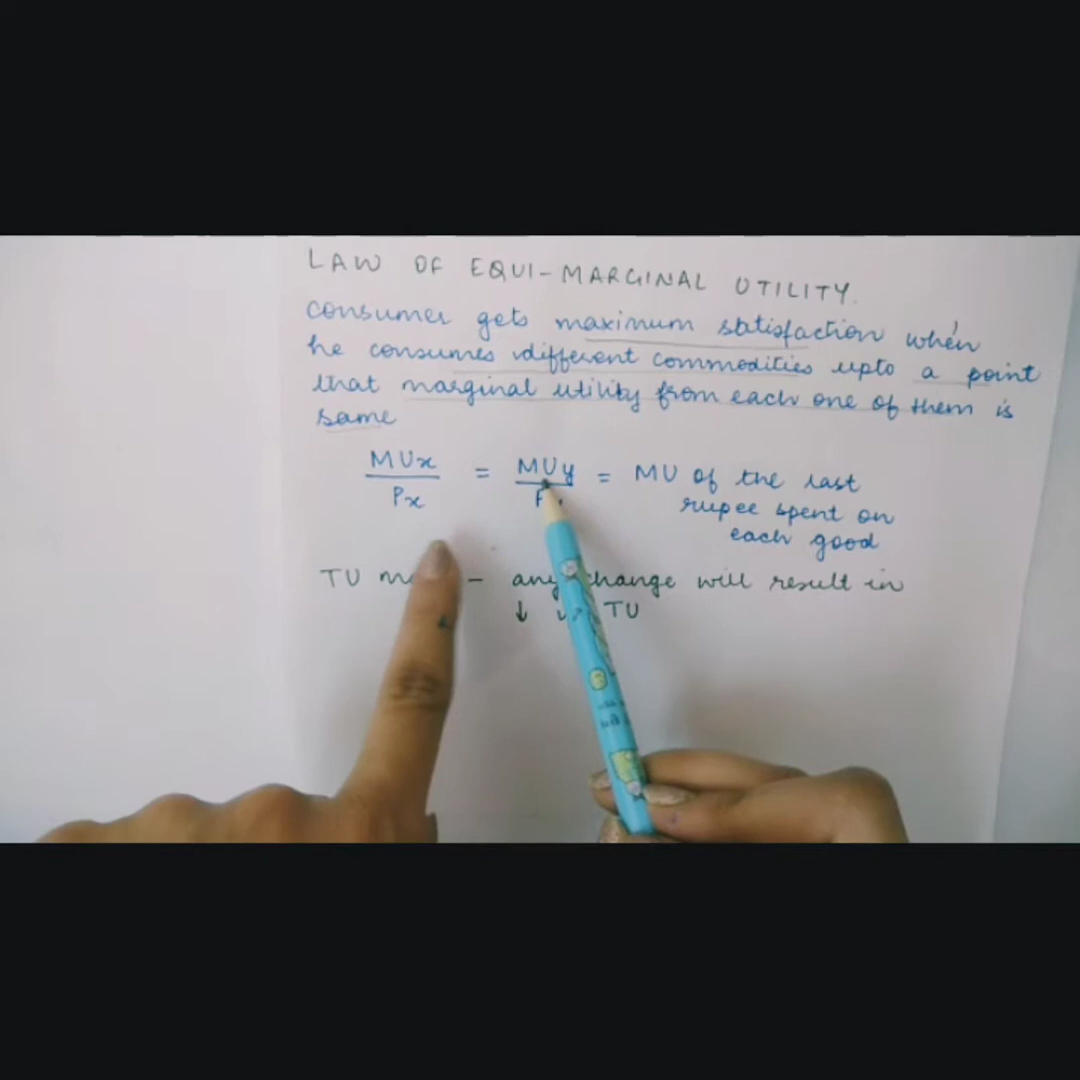 LAW OF EQUI-MARGINAL UTILITY.
consumer gets maximum satisfaction when
he consumes different commodities upto a point
that marginal utility from each one of them is
same
MUx = MUy = MU of the last
Px rupee spent on
each good
TU - any change will result in
↓ TU